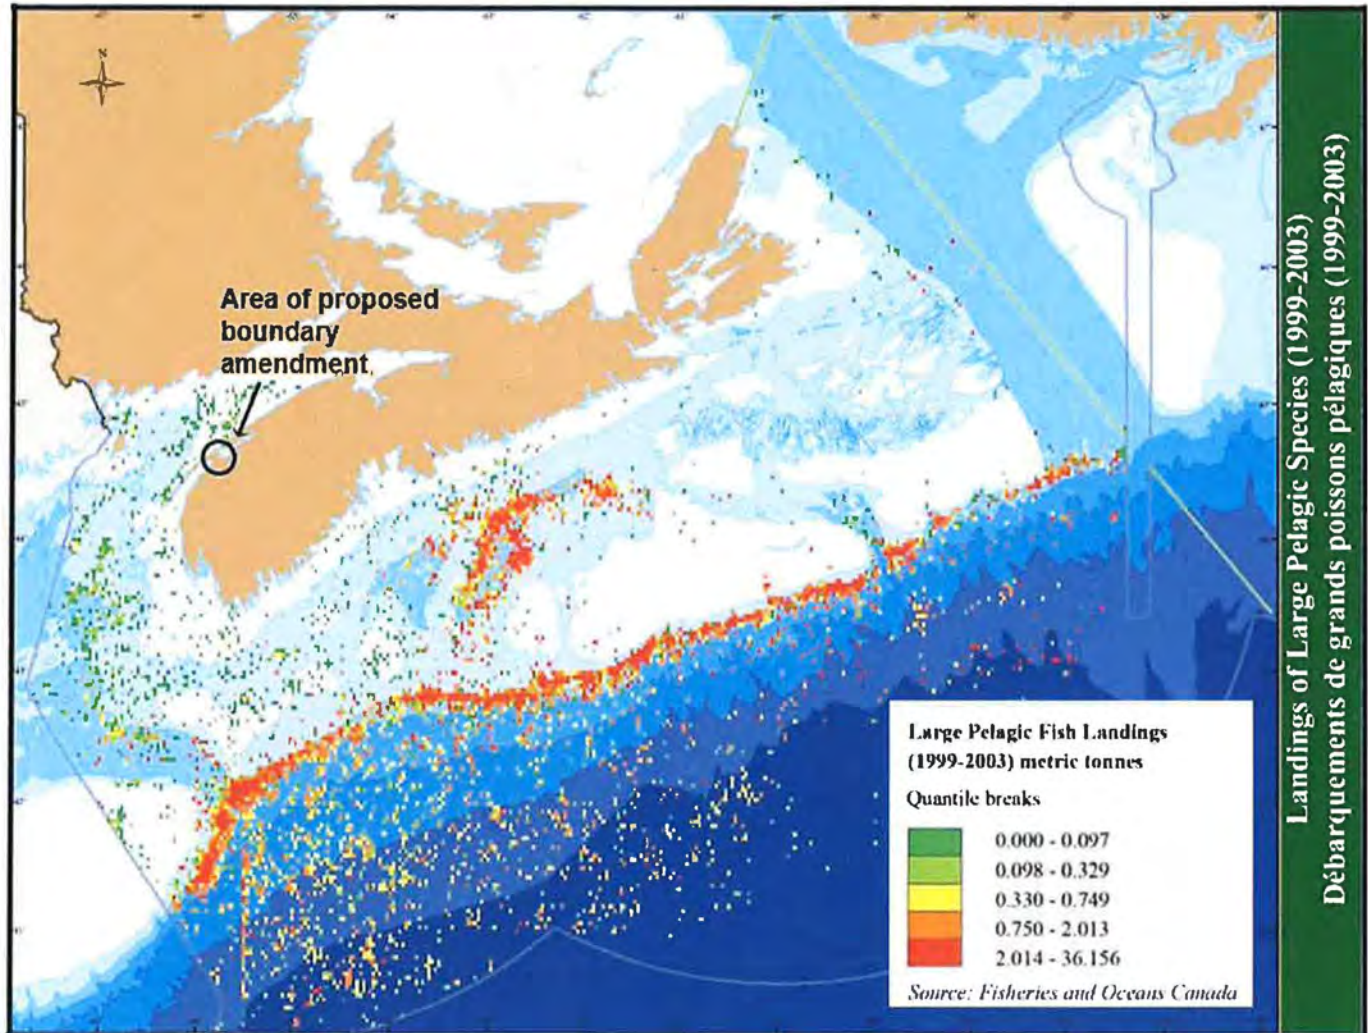 N
Area of proposed
boundary
amendment
Large Pelagic Fish Landings
(1999-2003) metric tonnes
Quantile breaks
0.000 - 0.097
0.098 - 0.329
0.330 - 0.749
0.750 - 2.013
2.014 - 36.156
Source: Fisheries and Oceans Canada
Landings of Large Pelagic Species (1999-2003)
Débarquements de grands poissons pélagiques (1999-2003)